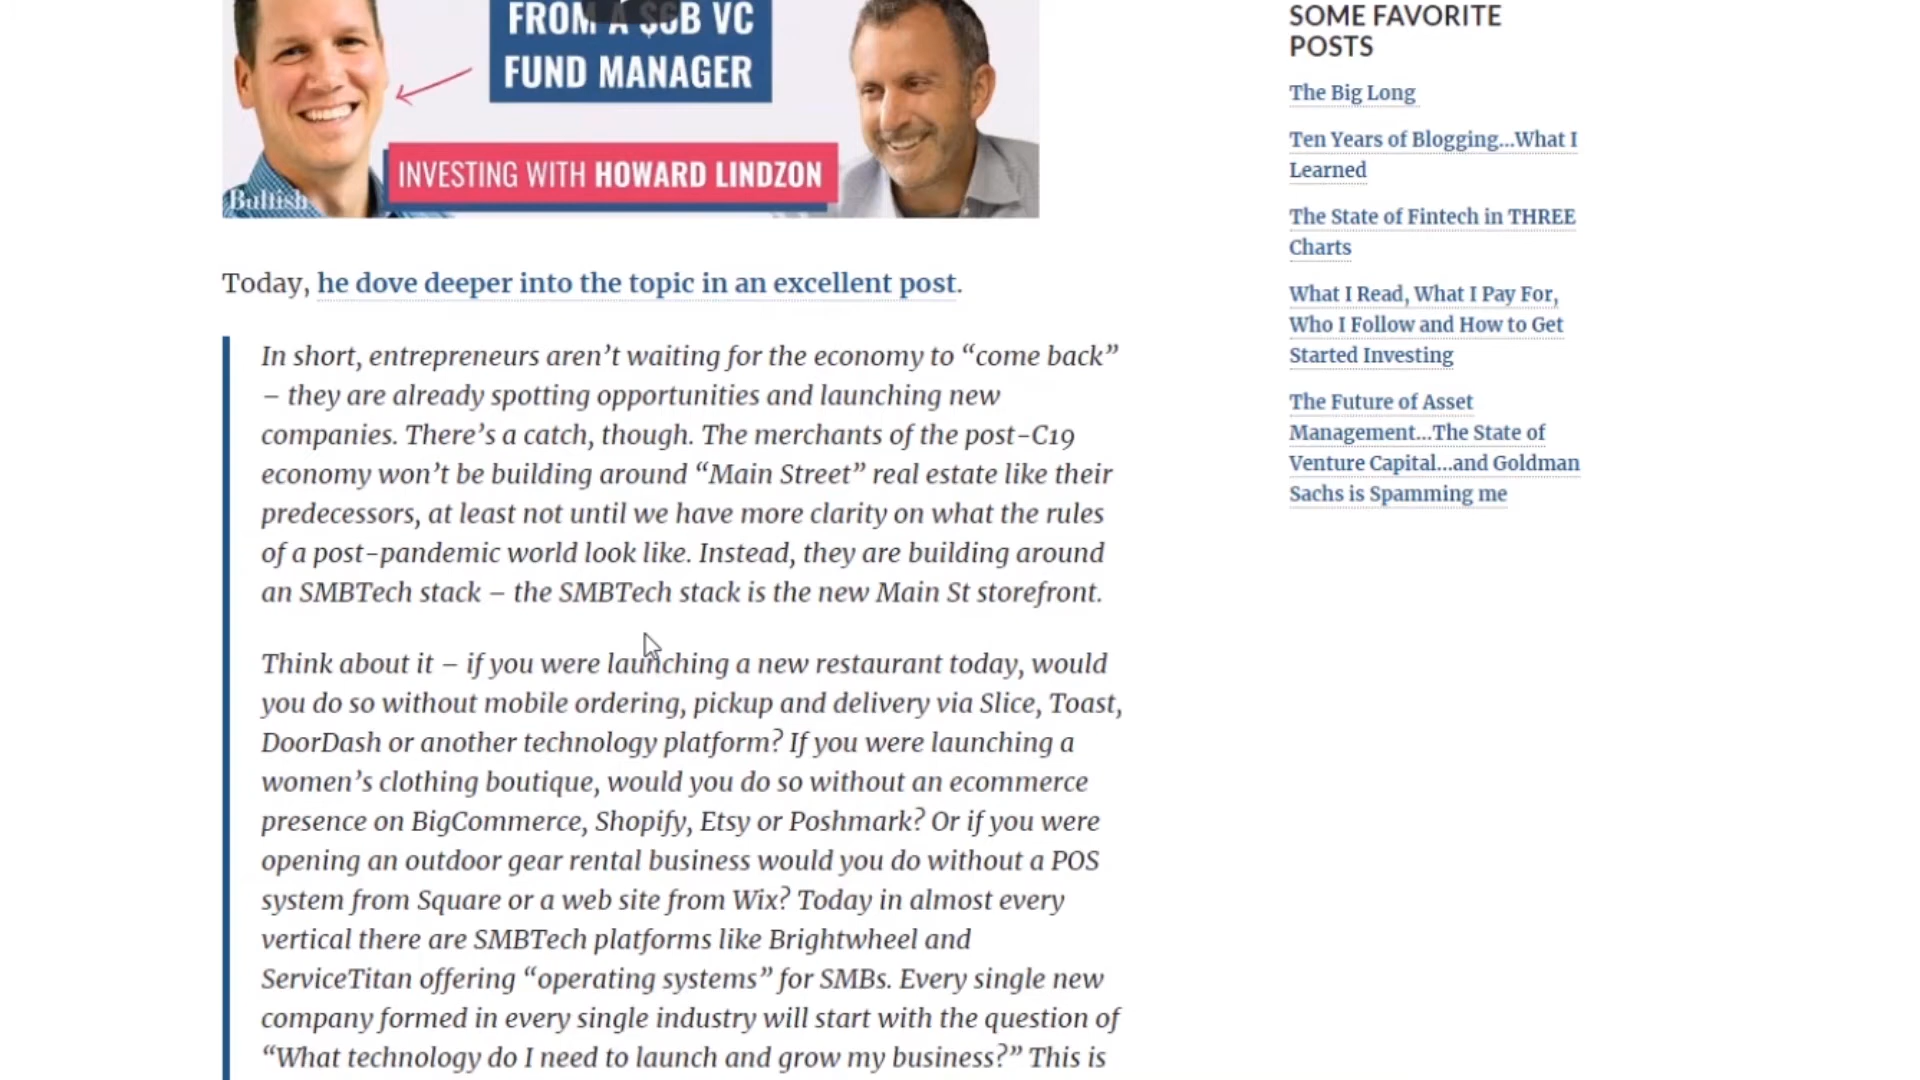 FROM A $6B VC
FUND MANAGER
INVESTING WITH HOWARD LINDZON
Bullish
Today, he dove deeper into the topic in an excellent post.
In short, entrepreneurs aren’t waiting for the economy to “come back”
– they are already spotting opportunities and launching new
companies. There’s a catch, though. The merchants of the post-C19
economy won’t be building around “Main Street” real estate like their
predecessors, at least not until we have more clarity on what the rules
of a post-pandemic world look like. Instead, they are building around
an SMBTech stack – the SMBTech stack is the new Main St storefront.
Think about it – if you were launching a new restaurant today, would
you do so without mobile ordering, pickup and delivery via Slice, Toast,
DoorDash or another technology platform? If you were launching a
women’s clothing boutique, would you do so without an ecommerce
presence on BigCommerce, Shopify, Etsy or Poshmark? Or if you were
opening an outdoor gear rental business would you do without a POS
system from Square or a web site from Wix? Today in almost every
vertical there are SMBTech platforms like Brightwheel and
ServiceTitan offering “operating systems” for SMBs. Every single new
company formed in every single industry will start with the question of
“What technology do I need to launch and grow my business?” This is
SOME FAVORITE
POSTS
The Big Long
Ten Years of Blogging...What I
Learned
The State of Fintech in THREE
Charts
What I Read, What I Pay For,
Who I Follow and How to Get
Started Investing
The Future of Asset
Management...The State of
Venture Capital...and Goldman
Sachs is Spamming me